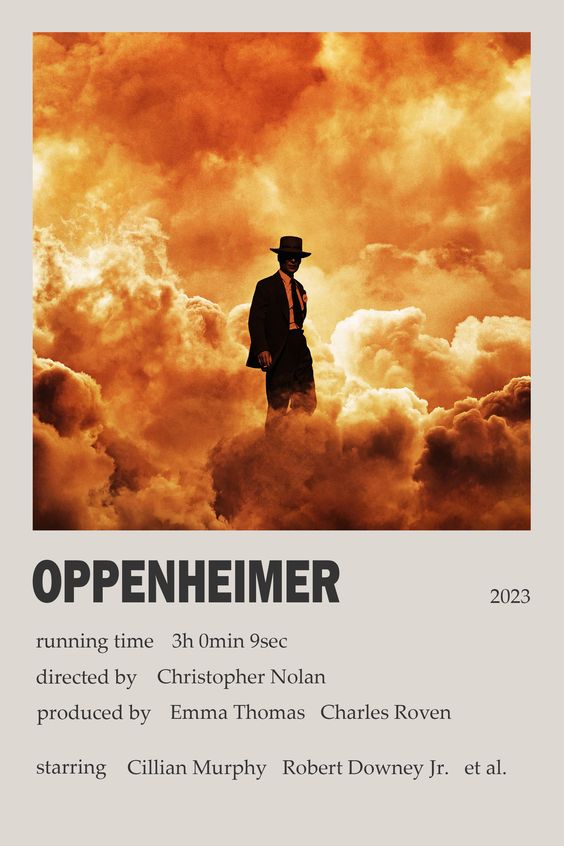 OPPENHEIMER
2023
running time 3h 0min 9sec
directed by Christopher Nolan
produced by Emma Thomas Charles Roven
starring Cillian Murphy Robert Downey Jr. et al.